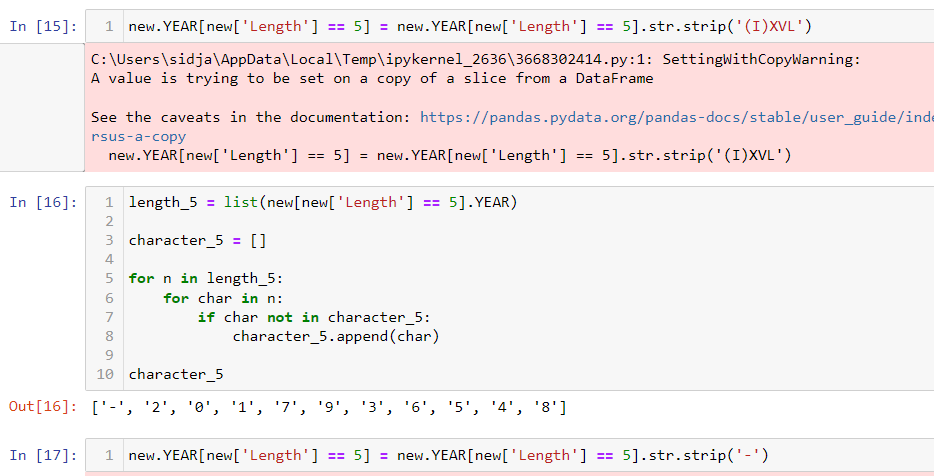 In [15]: 1 new.YEAR[new['Length'] == 5] = new.YEAR[new['Length'] == 5].str.strip('(I)XVL')
C:\Users\sidja\AppData\Local\Temp\ipykernel_2636\3668302414.py:1: SettingWithCopyWarning:
A value is trying to be set on a copy of a slice from a DataFrame
See the caveats in the documentation: https://pandas.pydata.org/pandas-docs/stable/user_guide/inde
rsus-a-copy
new.YEAR[new['Length'] == 5] = new.YEAR[new['Length'] == 5].str.strip('(I)XVL')
In [16]: 1 length_5 = list(new[new['Length'] == 5].YEAR)
2
3 character_5 = []
4
5 for n in length_5:
6     for char in n:
7         if char not in character_5:
8             character_5.append(char)
9
10 character_5
Out[16]: ['-', '2', '0', '1', '7', '9', '3', '6', '5', '4', '8']
In [17]: 1 new.YEAR[new['Length'] == 5] = new.YEAR[new['Length'] == 5].str.strip('-')